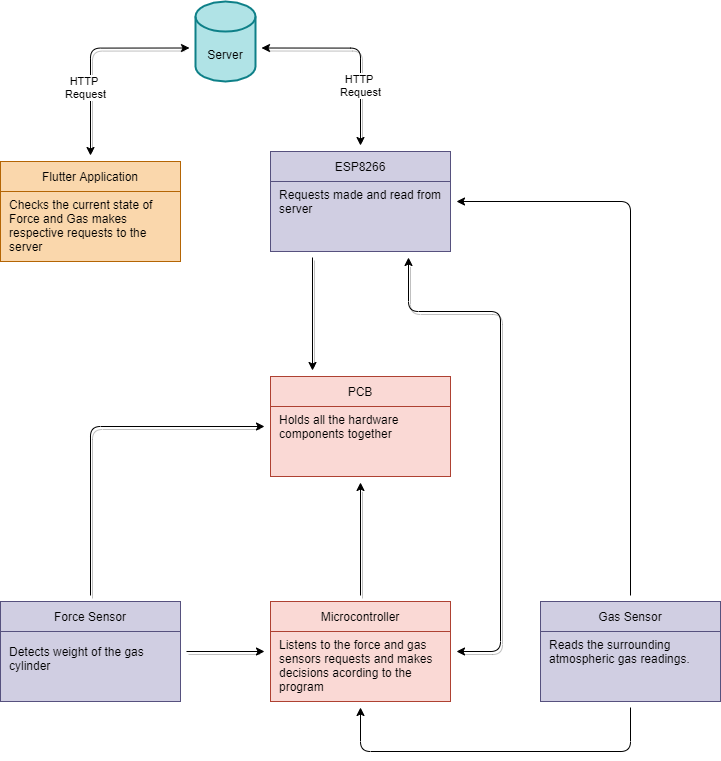 Server
HTTP
Request
HTTP
Request
Flutter Application
Checks the current state of
Force and Gas makes
respective requests to the
server
ESP8266
Requests made and read from
server
PCB
Holds all the hardware
components together
Force Sensor
Detects weight of the gas
cylinder
Microcontroller
Listens to the force and gas
sensors requests and makes
decisions acording to the
program
Gas Sensor
Reads the surrounding
atmospheric gas readings.